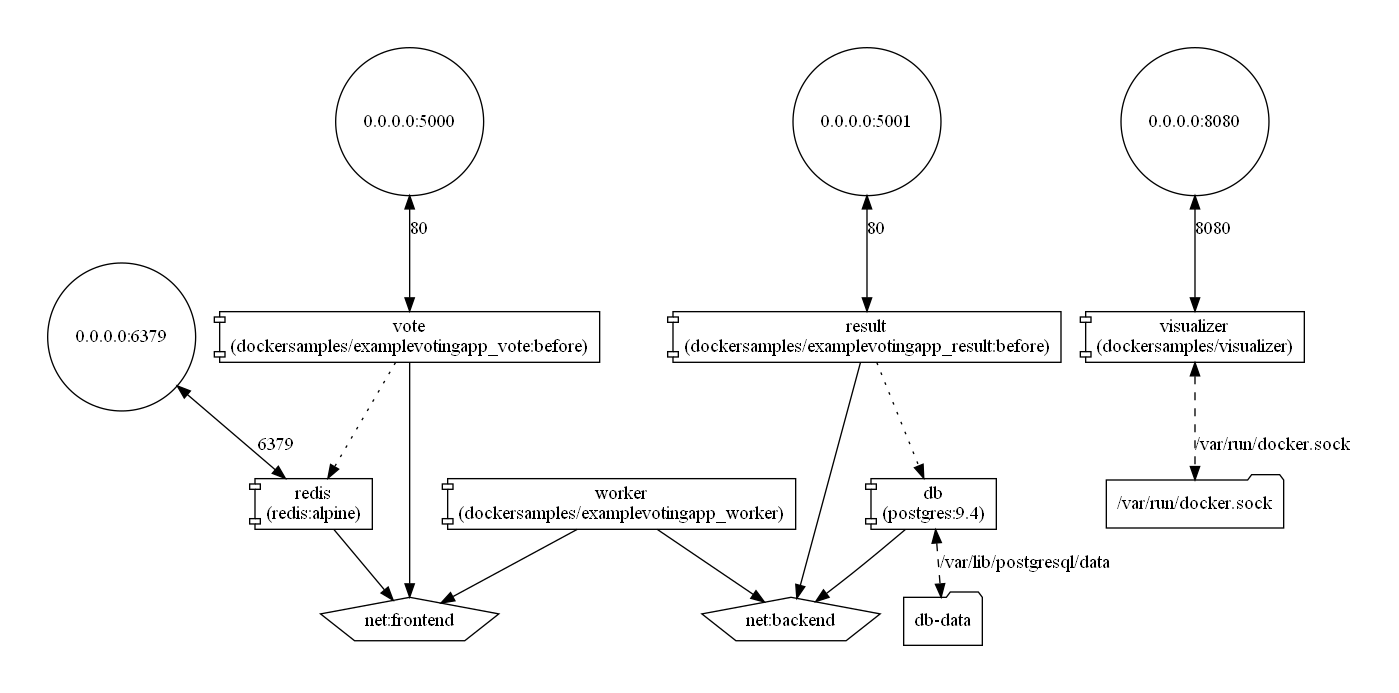 0.0.0.0:5000
0.0.0.0:5001
0.0.0.0:8080
80
80
8080
0.0.0.0:6379
vote
(dockersamples/examplevotingapp_vote:before)
result
(dockersamples/examplevotingapp_result:before)
visualizer
(dockersamples/visualizer)
6379
/var/run/docker.sock
redis
(redis:alpine)
worker
(dockersamples/examplevotingapp_worker)
db
(postgres:9.4)
/var/run/docker.sock
/var/lib/postgresql/data
net:frontend
net:backend
db-data